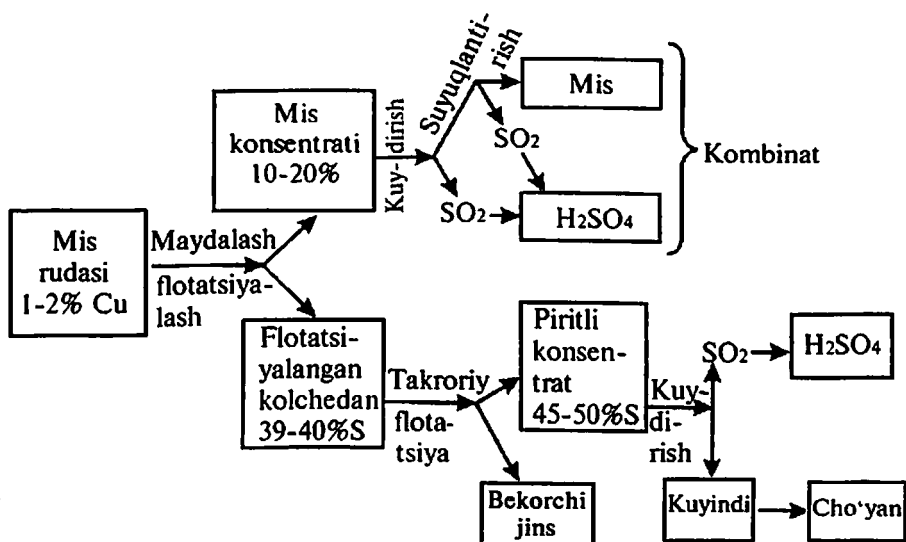 Mis
rudasi
1-2% Cu
Maydalash
flotatsiya-
lash
Mis
konsentrati
10-20%
Kuy-
dirish
Suyuqlanti-
rish
Mis
SO₂
SO₂
H₂SO₄
Kombinat
Flotatsi-
yalangan
kolchedan
39-40%S
Takroriy
flota-
tsiya
Bekorchi
jins
Piritli
konsen-
trat
45-50%S
Kuy-
di-
rish
SO₂
H₂SO₄
Kuyindi
Cho‘yan